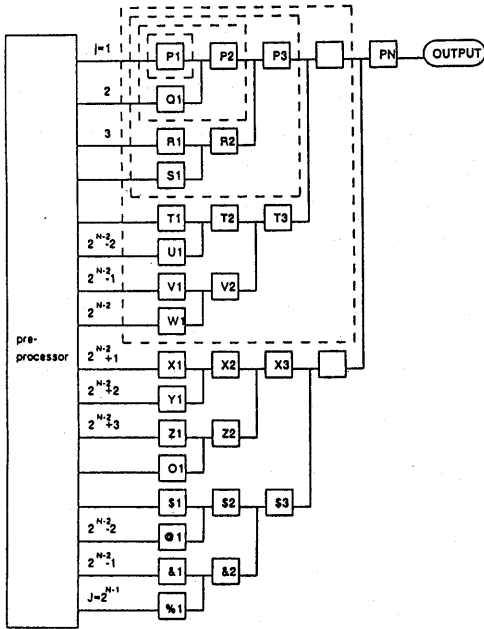 j=1 P1 P2 P3 PN OUTPUT
2 Q1
3 R1 R2
S1
T1 T2 T3
2^N-2-2 U1
2^N-2-1 V1 V2
2^N-2 W1
pre-
processor
2^N-2+1 X1 X2 X3
2^N-2+2 Y1
2^N-2+3 Z1 Z2
O1
$1 $2 $3
2^N-2-2 @1
2^N-2-1 &1 &2
J=2^N-1 %1